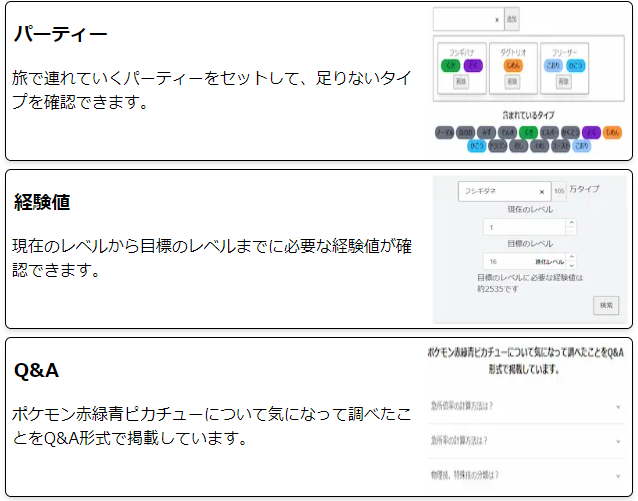 パーティー
旅で連れていくパーティーをセットして、足りないタイ
プを確認できます。
x 追加
フシギバナ ダグトリオ フリーザー
くさ どく じめん こおり ひこう
削除 削除 削除
含まれているタイプ
ノーマル ほのお みず でんき くさ エスパー かくとう どく じめん
ひこう ドラゴン むし いわ ゴースト こおり
経験値
現在のレベルから目標のレベルまでに必要な経験値が確
認できます。
フシギダネ x 105 万タイプ
現在のレベル
1
目標のレベル
16 進化レベル
目標のレベルに必要な経験値は
約2535です
検索
Q&A
ポケモン赤緑青ピカチューについて気になって調べたこ
とをQ&A形式で掲載しています。
ポケモン赤緑青ピカチューについて気になって調べたことをQ&A
形式で掲載しています。
急所倍率の計算方法は？
急所率の計算方法は？
物理技、特殊技の分類は？